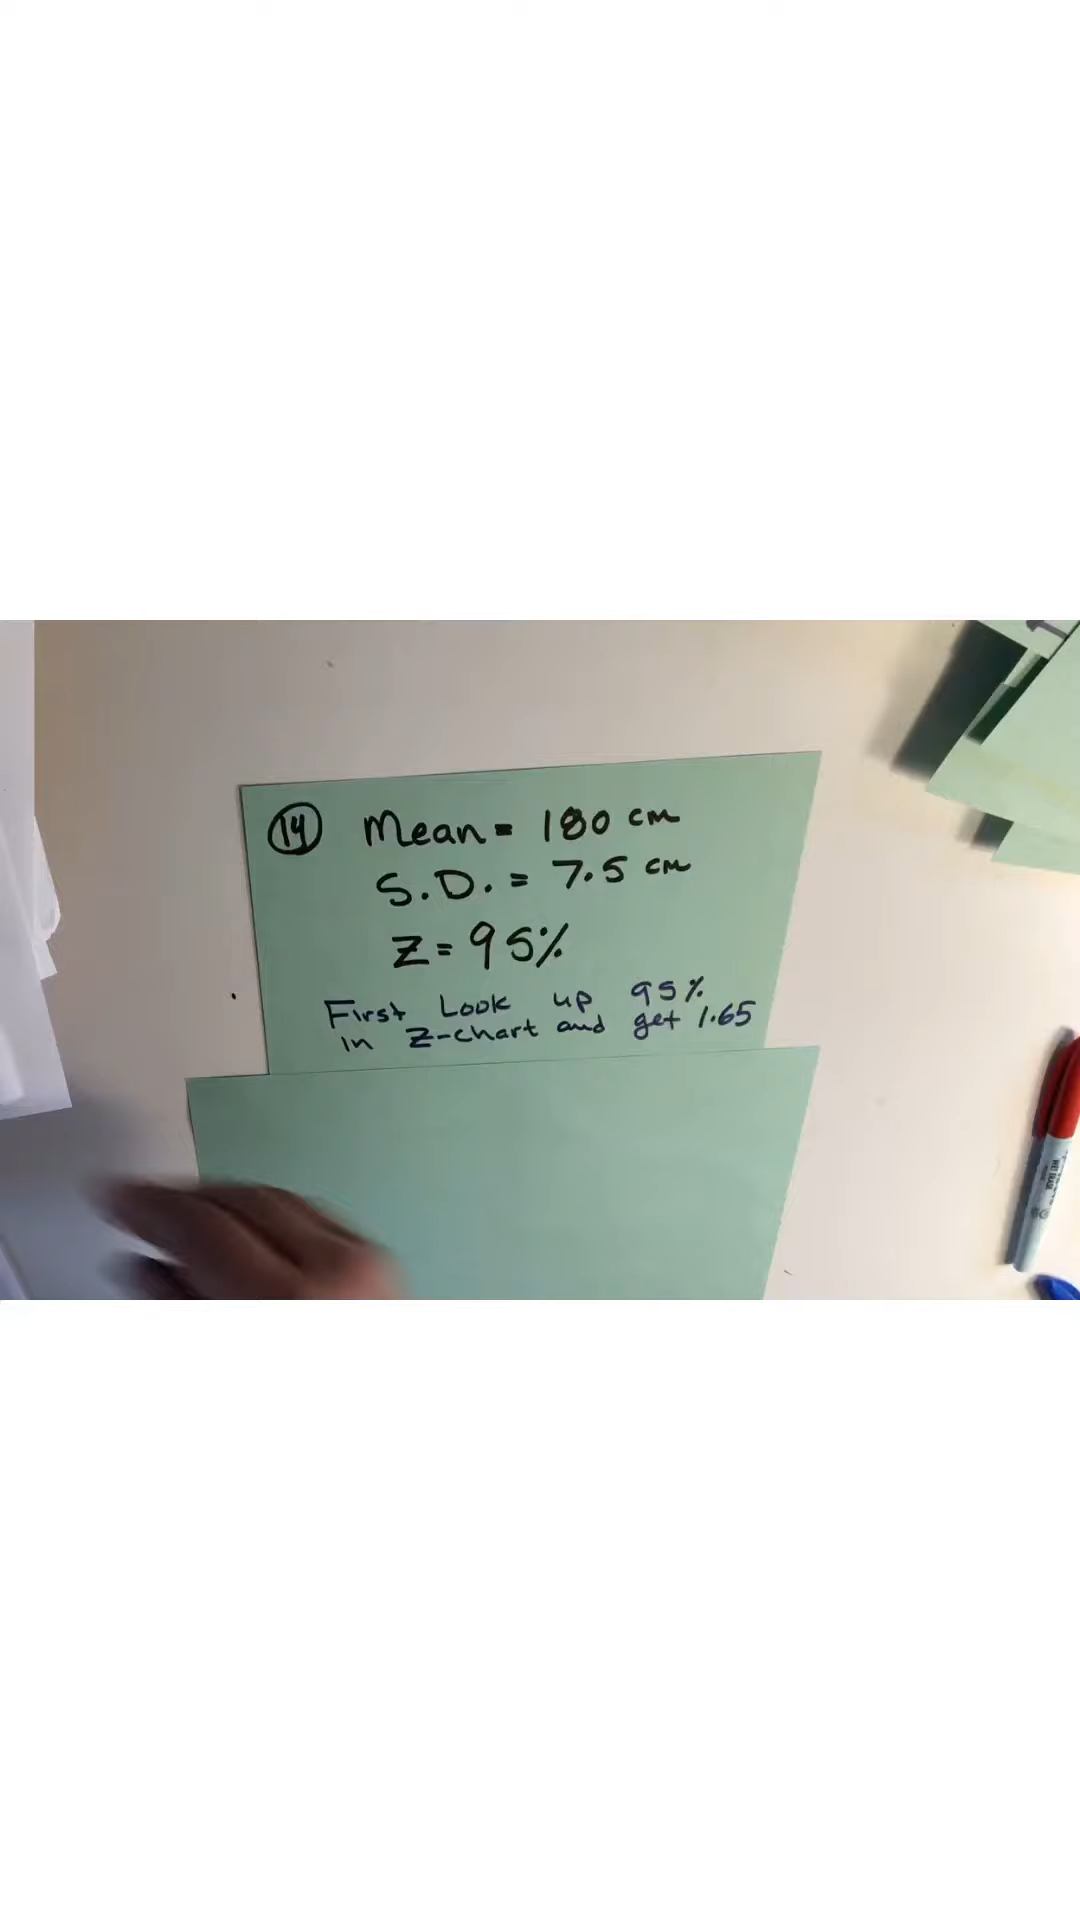 14 Mean = 180 cm
S.D. = 7.5 cm
Z = 95%
First Look up 95%
in Z-chart and get 1.65